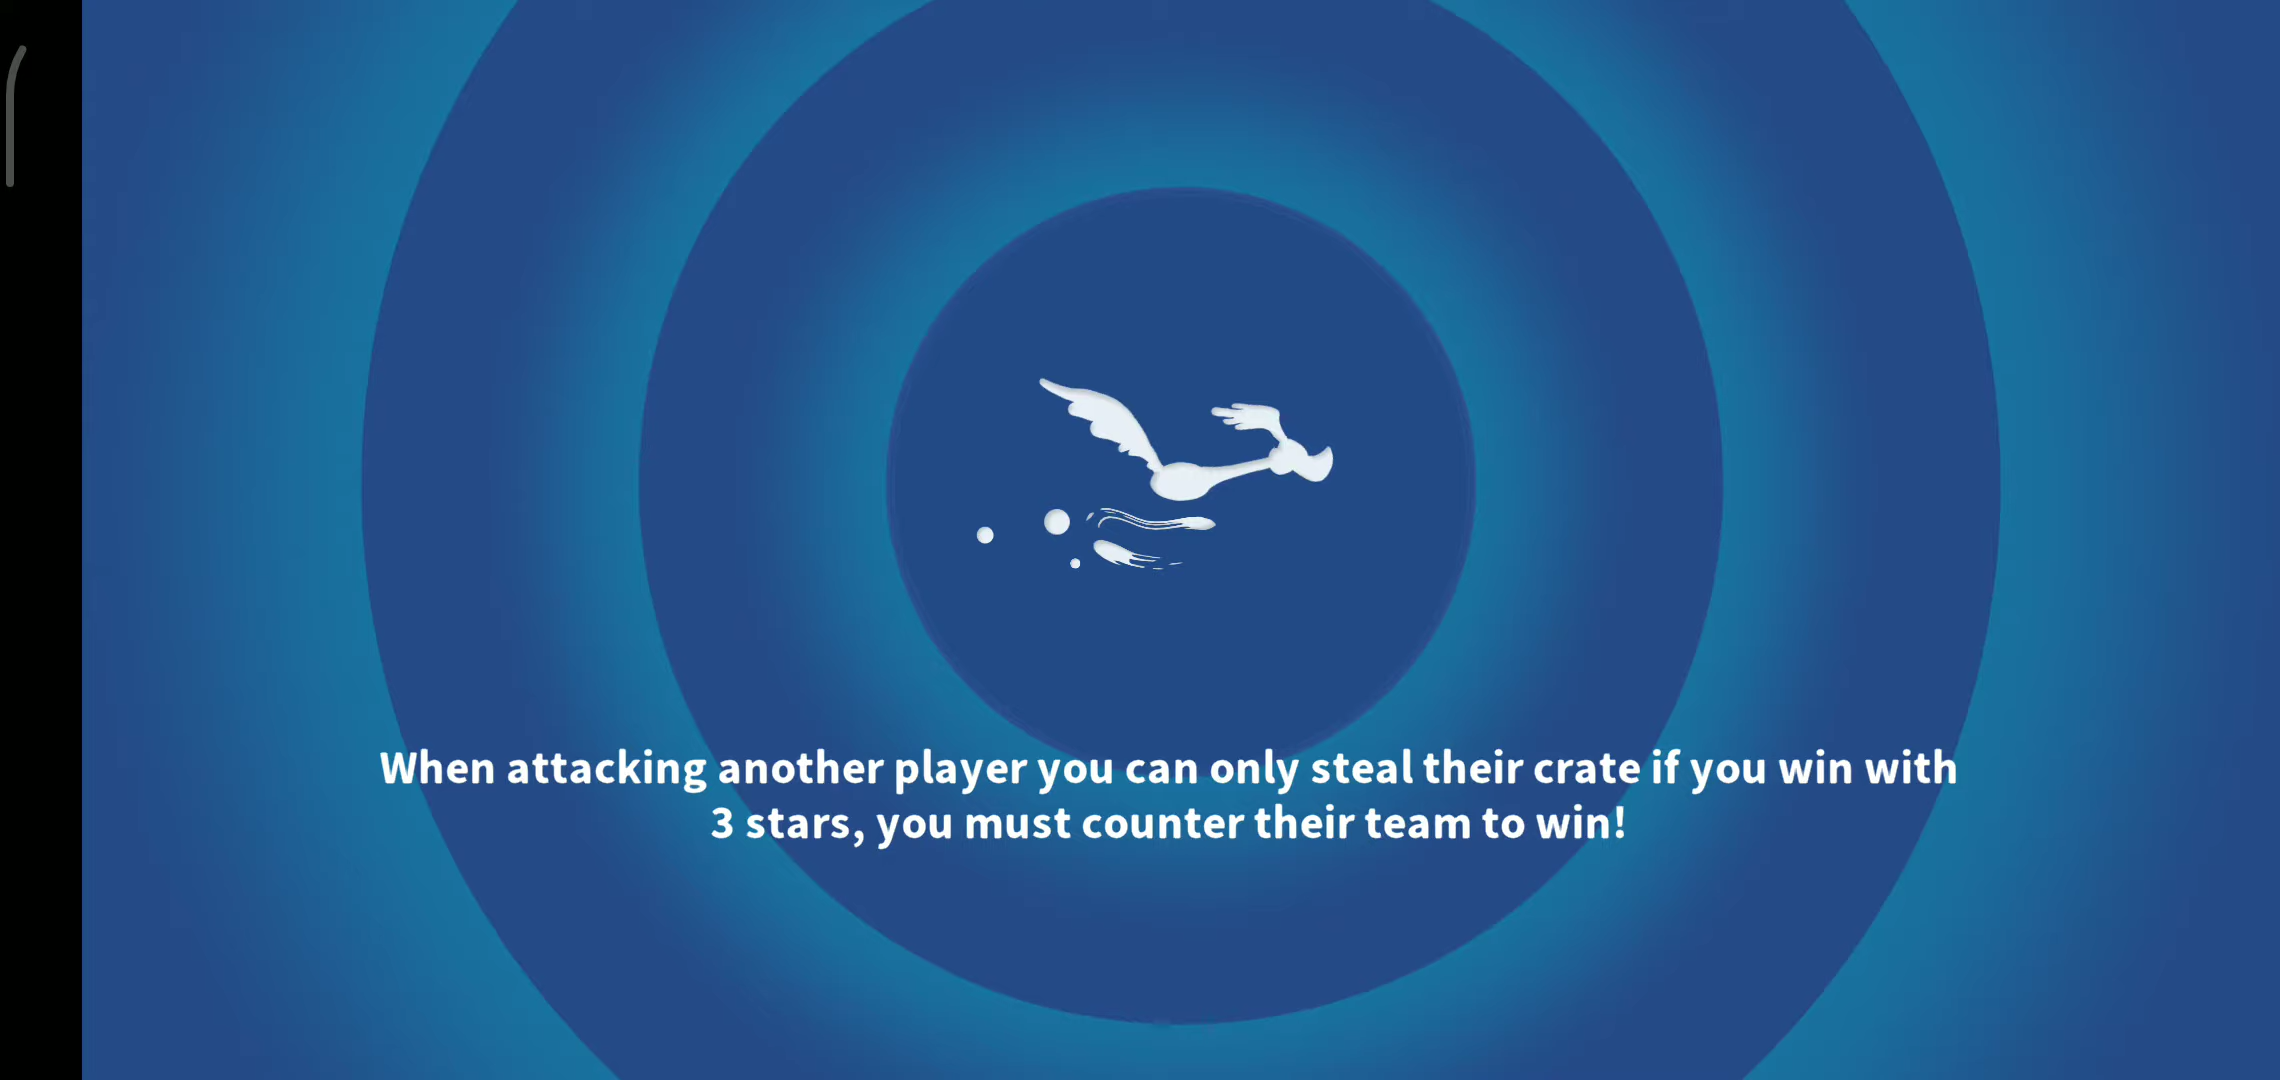 When attacking another player you can only steal their crate if you win with
3 stars, you must counter their team to win!